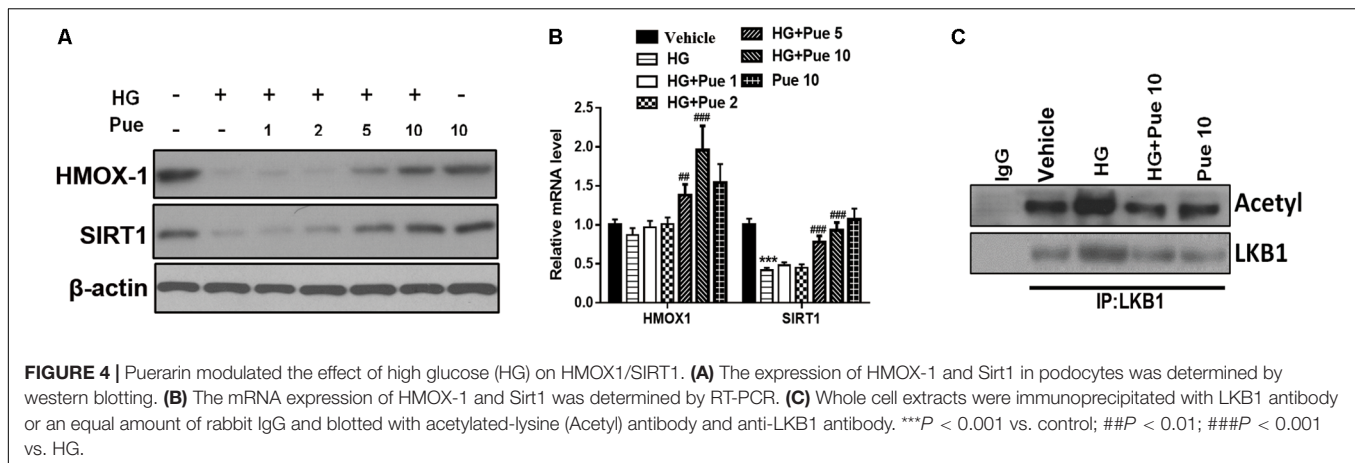 A
HG - + + + + + -
Pue - - 1 2 5 10 10
HMOX-1
SIRT1
β-actin
B
Vehicle
HG
HG+Pue 1
HG+Pue 2
HG+Pue 5
HG+Pue 10
Pue 10
Relative mRNA level
2.5
2.0
1.5
1.0
0.5
0.0
##
###
***
###
###
HMOX1 SIRT1
C
IgG
Vehicle
HG
HG+Pue 10
Pue 10
Acetyl
LKB1
IP:LKB1
FIGURE 4 | Puerarin modulated the effect of high glucose (HG) on HMOX1/SIRT1. (A) The expression of HMOX-1 and Sirt1 in podocytes was determined by
western blotting. (B) The mRNA expression of HMOX-1 and Sirt1 was determined by RT-PCR. (C) Whole cell extracts were immunoprecipitated with LKB1 antibody
or an equal amount of rabbit IgG and blotted with acetylated-lysine (Acetyl) antibody and anti-LKB1 antibody. ***P < 0.001 vs. control; ##P < 0.01; ###P < 0.001
vs. HG.